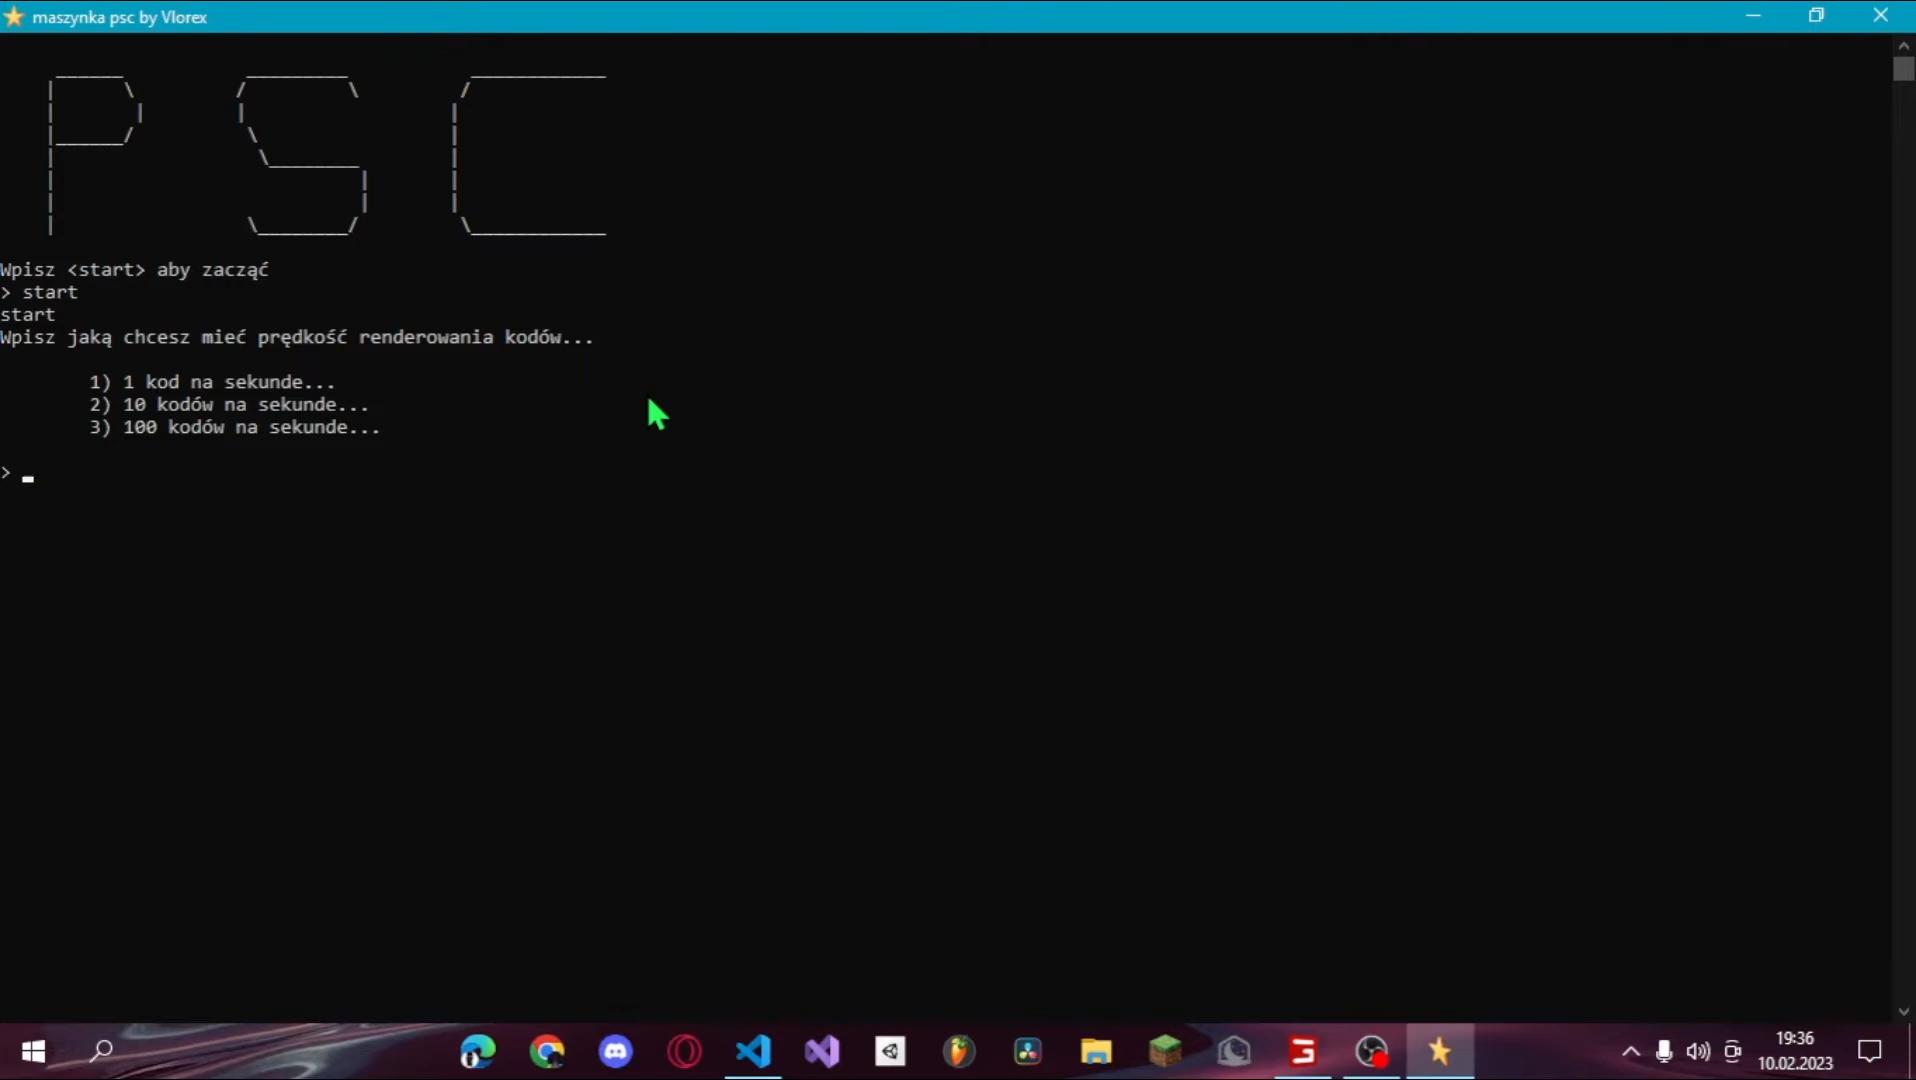 maszynka psc by Vlorex
PSC
Wpisz <start> aby zacząć
> start
start
Wpisz jaką chcesz mieć prędkość renderowania kodów...
1) 1 kod na sekunde...
2) 10 kodów na sekunde...
3) 100 kodów na sekunde...
>
19:36
10.02.2023